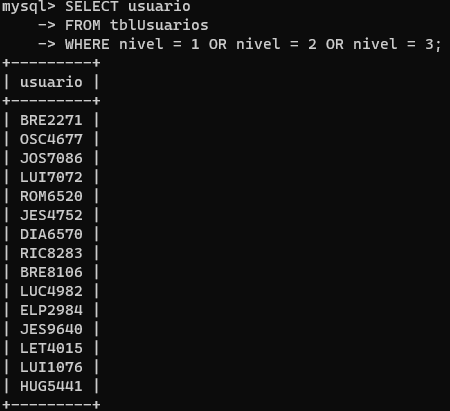 mysql> SELECT usuario
    -> FROM tblUsuarios
    -> WHERE nivel = 1 OR nivel = 2 OR nivel = 3;
+---------+
| usuario |
+---------+
| BRE2271 |
| OSC4677 |
| JOS7086 |
| LUI7072 |
| ROM6520 |
| JES4752 |
| DIA6570 |
| RIC8283 |
| BRE8106 |
| LUC4982 |
| ELP2984 |
| JES9640 |
| LET4015 |
| LUI1076 |
| HUG5441 |
+---------+